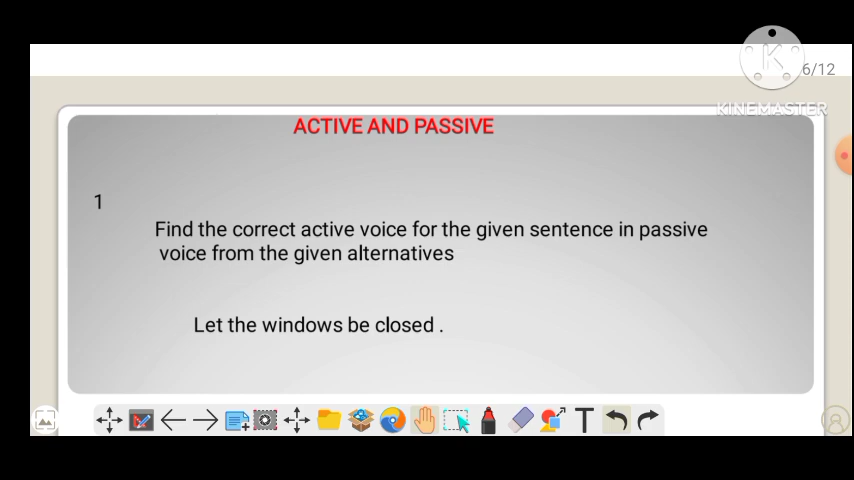 6/12
KINEMASTER
ACTIVE AND PASSIVE
1
Find the correct active voice for the given sentence in passive
voice from the given alternatives
Let the windows be closed .